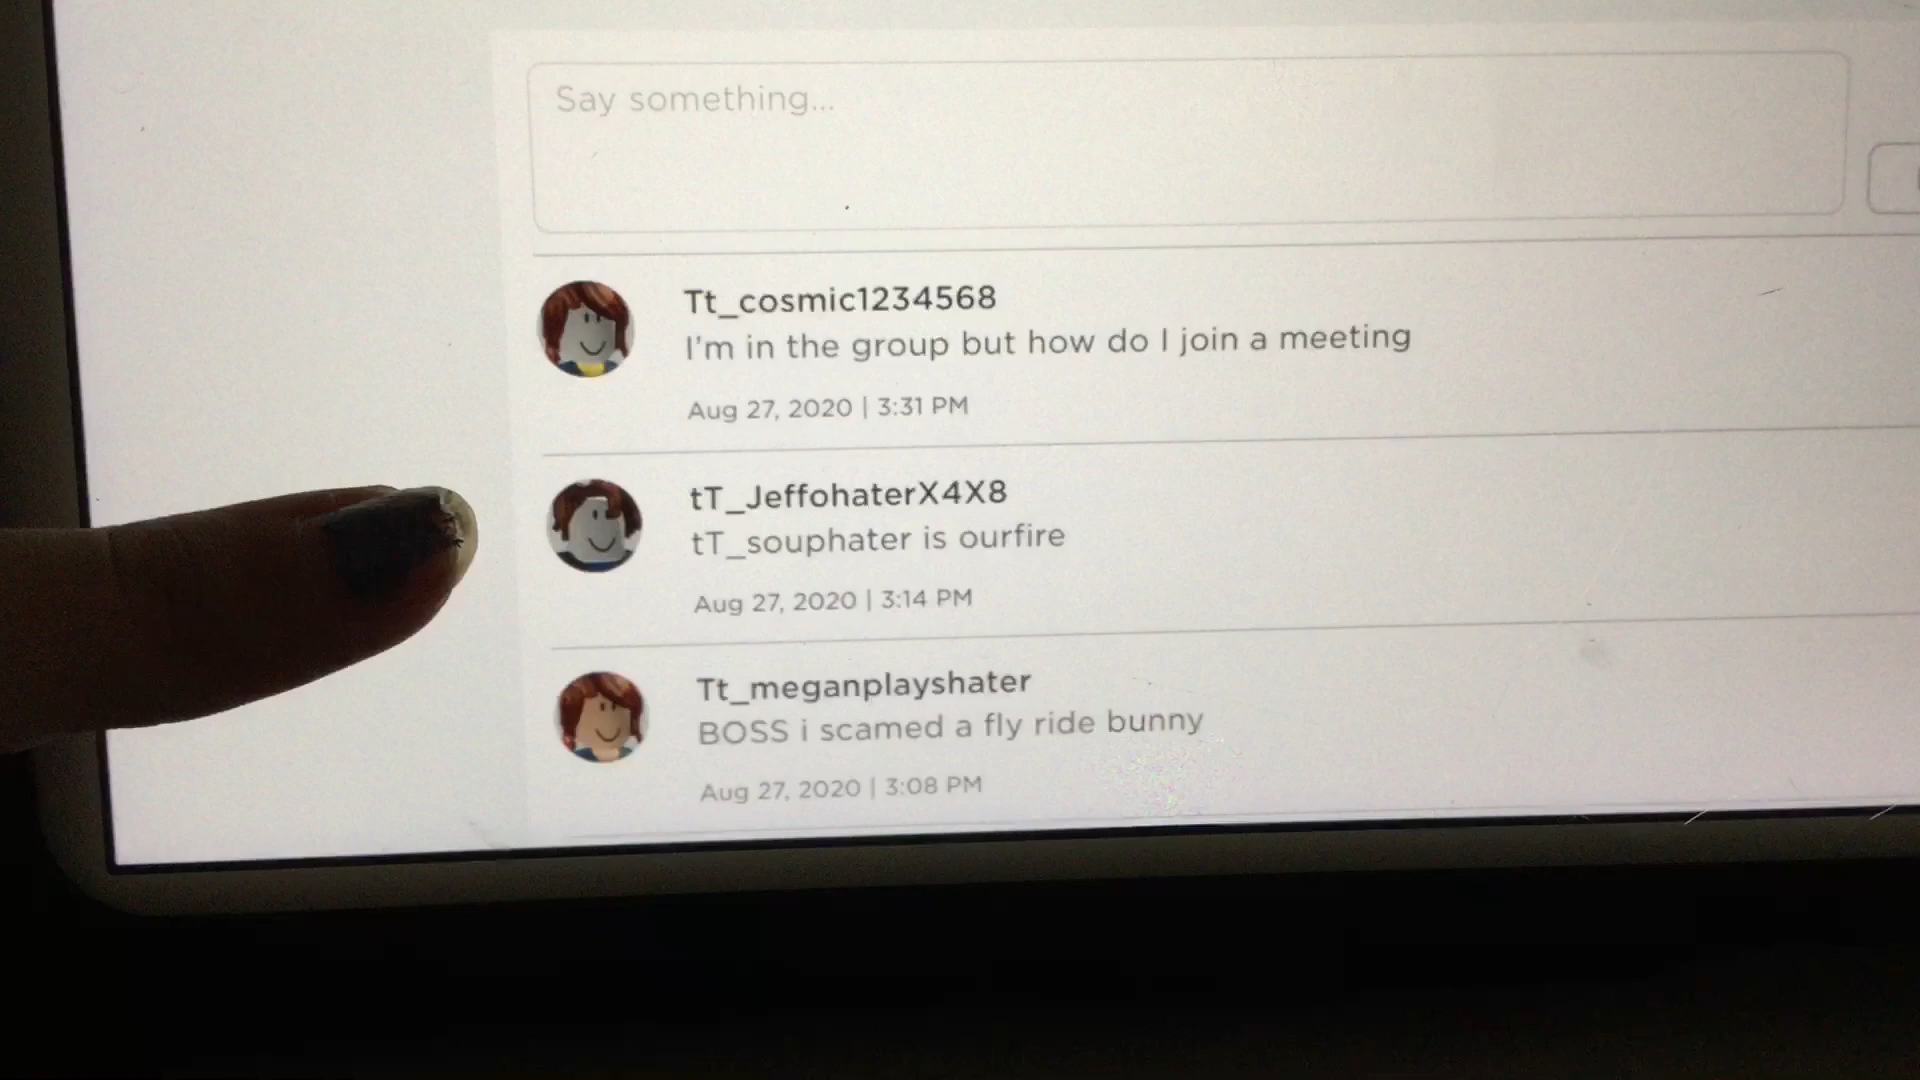 Say something...
Tt_cosmic1234568
I'm in the group but how do I join a meeting
Aug 27, 2020 | 3:31 PM
tT_JeffohaterX4X8
tT_souphater is ourfire
Aug 27, 2020 | 3:14 PM
Tt_meganplayshater
BOSS i scamed a fly ride bunny
Aug 27, 2020 | 3:08 PM